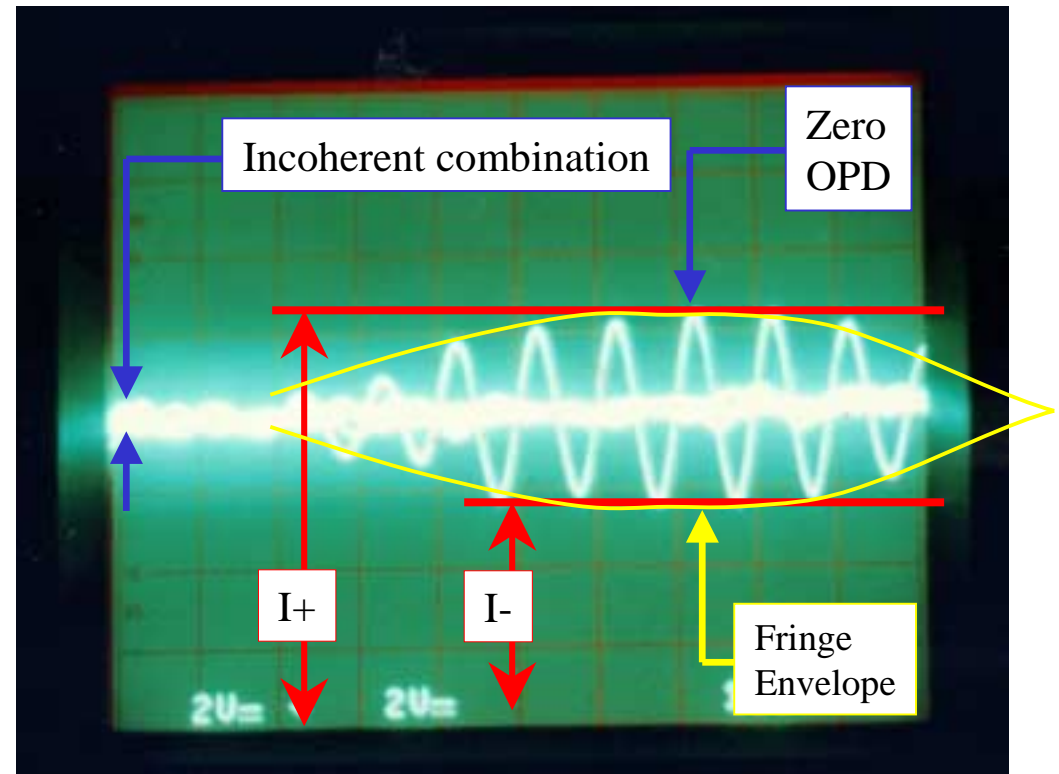 Incoherent combination
Zero
OPD
I+
I-
Fringe
Envelope
2V=
2V=